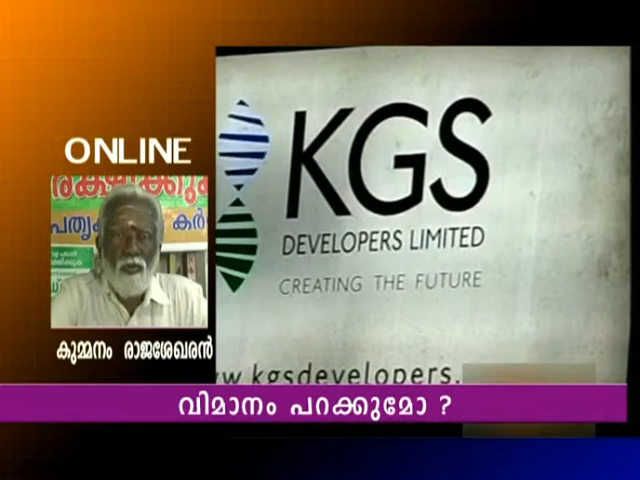 ONLINE
കുമ്മനം രാജശേഖരൻ
KGS
DEVELOPERS LIMITED
CREATING THE FUTURE
kgsdevelopers.
വിമാനം പറക്കുമോ ?